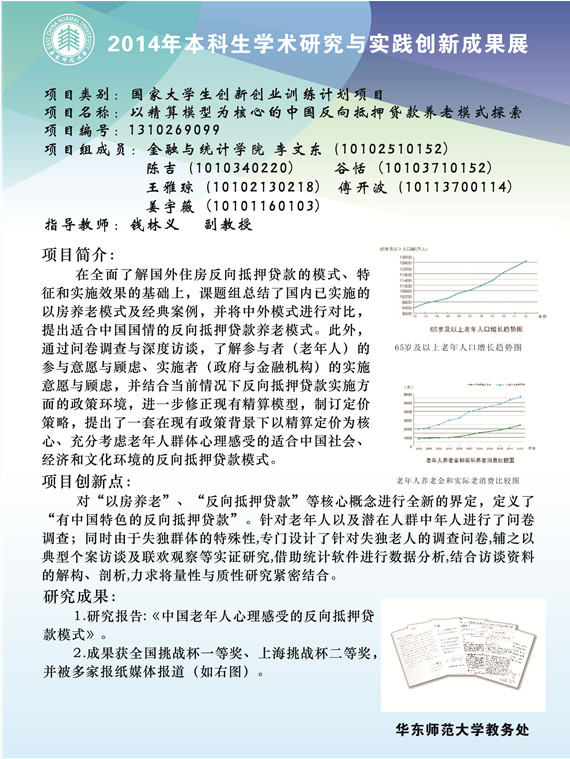 EAST CHINA NORMAL UNIVERSITY
2014年本科生学术研究与实践创新成果展
项目类别：国家大学生创新创业训练计划项目
项目名称：以精算模型为核心的中国反向抵押贷款养老模式探索
项目编号：1310269099
项目组成员：金融与统计学院 李文东（10102510152）
陈吉（1010340220） 谷恬（10103710152）
王雅琼（10102130218） 傅开波（10113700114）
姜宇薇（10101160103）
指导教师：钱林义 副教授
项目简介：
在全面了解国外住房反向抵押贷款的模式、特
征和实施效果的基础上，课题组总结了国内已实施的
以房养老模式及经典案例，并将中外模式进行对比，
提出适合中国国情的反向抵押贷款养老模式。此外，
通过问卷调查与深度访谈，了解参与者（老年人）的
参与意愿与顾虑、实施者（政府与金融机构）的实施
意愿与顾虑，并结合当前情况下反向抵押贷款实施方
面的政策环境，进一步修正现有精算模型，制订定价
策略，提出了一套在现有政策背景下以精算定价为核
心、充分考虑老年人群体心理感受的适合中国社会、
经济和文化环境的反向抵押贷款模式。
65岁及以上老年人口增长趋势图
65岁及以上老年人口增长趋势图
老年人养老金和实际养老消费比较图
老年人养老金和实际老消费比较图
项目创新点：
对“以房养老”、“反向抵押贷款”等核心概念进行全新的界定，定义了
“有中国特色的反向抵押贷款”。针对老年人以及潜在人群中年人进行了问卷
调查；同时由于失独群体的特殊性,专门设计了针对失独老人的调查问卷,辅之以
典型个案访谈及联欢观察等实证研究,借助统计软件进行数据分析,结合访谈资料
的解构、剖析,力求将量性与质性研究紧密结合。
研究成果：
1.研究报告:《中国老年人心理感受的反向抵押贷
款模式》。
2.成果获全国挑战杯一等奖、上海挑战杯二等奖，
并被多家报纸媒体报道（如右图）。
华东师范大学教务处